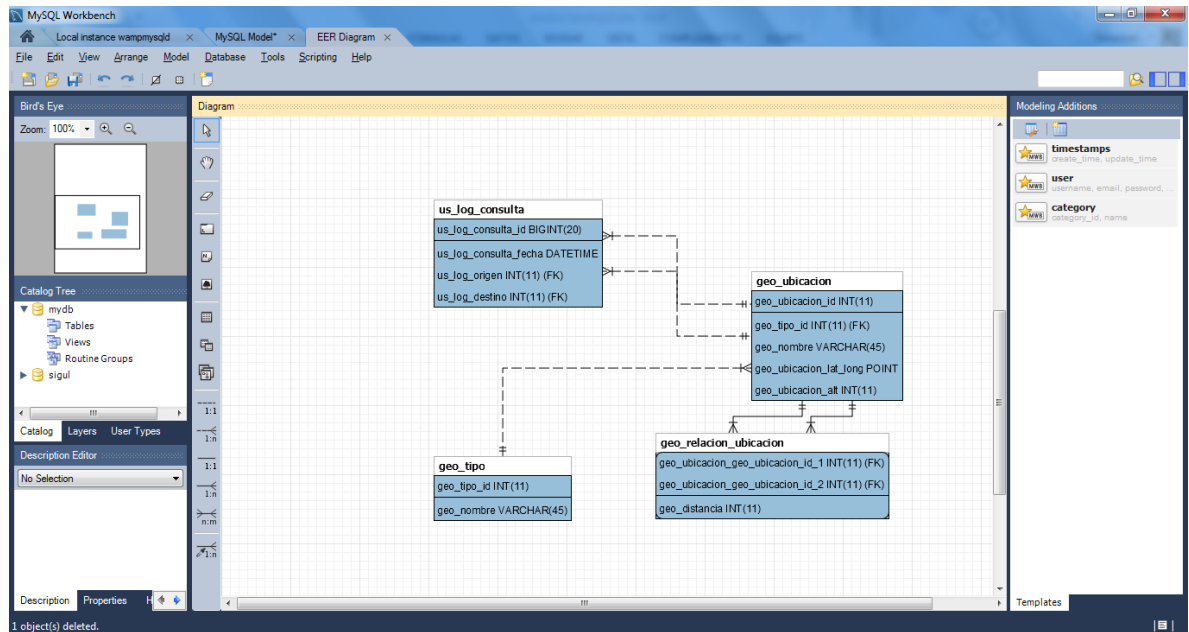 MySQL Workbench
Local instance wampmysqld ×
MySQL Model* ×
EER Diagram ×
File Edit View Arrange Model Database Tools Scripting Help
Bird's Eye
Zoom: 100%
Catalog Tree
mydb
Tables
Views
Routine Groups
sigul
Catalog Layers User Types
Description Editor
No Selection
Description Properties H
1 object(s) deleted.
Diagram
1:1
1:n
1:1
1:n
n:m
1:n
us_log_consulta
us_log_consulta_id BIGINT(20)
us_log_consulta_fecha DATETIME
us_log_origen INT(11) (FK)
us_log_destino INT(11) (FK)
geo_ubicacion
geo_ubicacion_id INT(11)
geo_tipo_id INT(11) (FK)
geo_nombre VARCHAR(45)
geo_ubicacion_lat_long POINT
geo_ubicacion_alt INT(11)
geo_tipo
geo_tipo_id INT(11)
geo_nombre VARCHAR(45)
geo_relacion_ubicacion
geo_ubicacion_geo_ubicacion_id_1 INT(11) (FK)
geo_ubicacion_geo_ubicacion_id_2 INT(11) (FK)
geo_distancia INT(11)
Modeling Additions
timestamps
create_time, update_time
user
username, email, password, ...
category
category_id, name
Templates